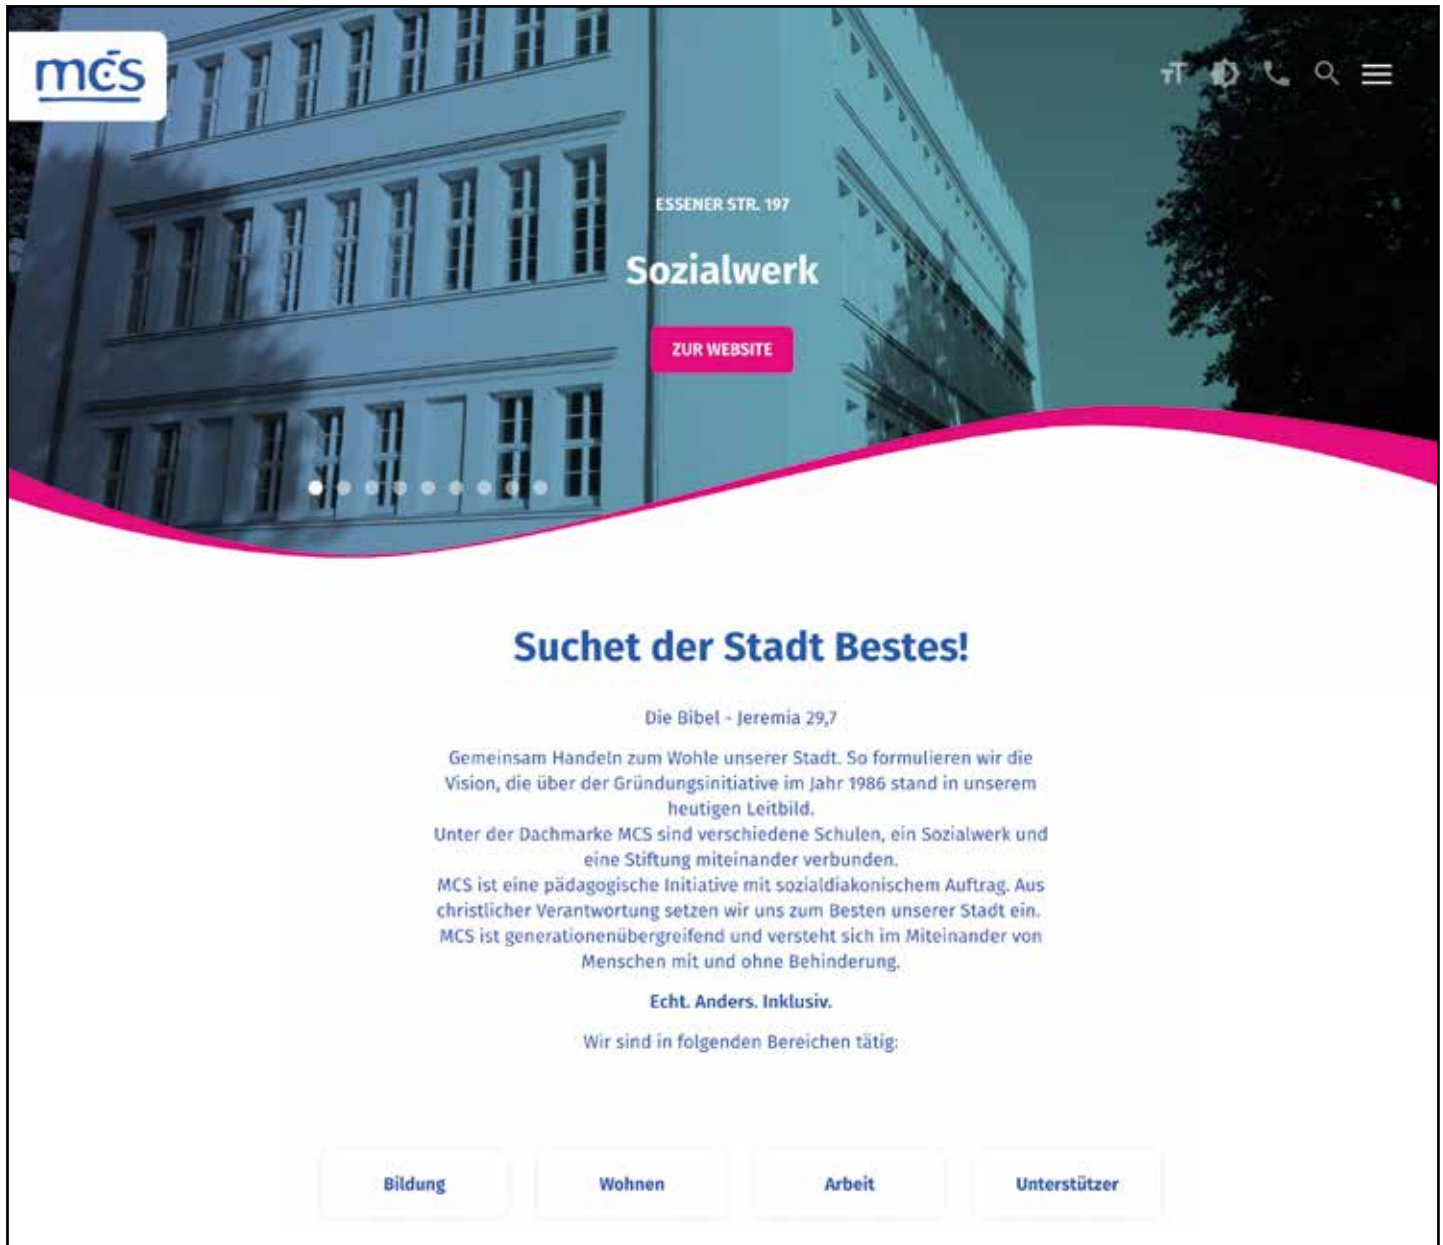 mcs
ESSENER STR. 197
Sozialwerk
ZUR WEBSITE
Suchet der Stadt Bestes!
Die Bibel - Jeremia 29,7
Gemeinsam Handeln zum Wohle unserer Stadt. So formulieren wir die
Vision, die über der Gründungsinitiative im Jahr 1986 stand in unserem
heutigen Leitbild.
Unter der Dachmarke MCS sind verschiedene Schulen, ein Sozialwerk und
eine Stiftung miteinander verbunden.
MCS ist eine pädagogische Initiative mit sozialdiakonischem Auftrag. Aus
christlicher Verantwortung setzen wir uns zum Besten unserer Stadt ein.
MCS ist generationenübergreifend und versteht sich im Miteinander von
Menschen mit und ohne Behinderung.
Echt. Anders. Inklusiv.
Wir sind in folgenden Bereichen tätig:
Bildung
Wohnen
Arbeit
Unterstützer